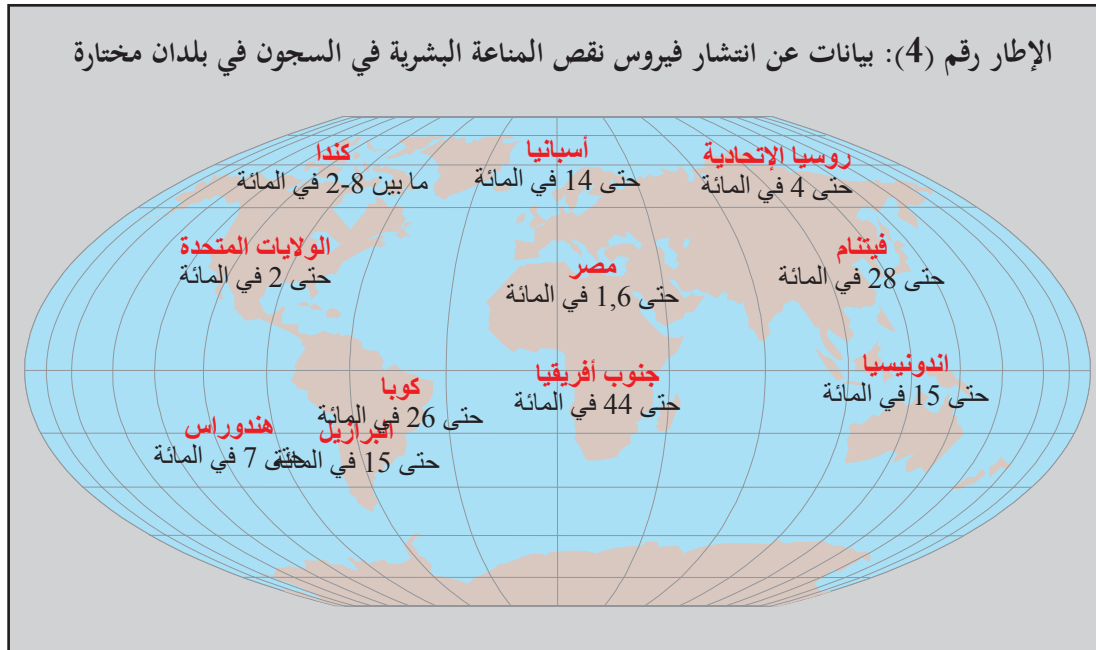 الإطار رقم (4): بيانات عن انتشار فيروس نقص المناعة البشرية في السجون في بلدان مختارة
روسيا الإتحادية
حتى 4 في المائة
أسبانيا
حتى 14 في المائة
كندا
ما بين 8-2 في المائة
فيتنام
حتى 28 في المائة
مصر
حتى 1,6 في المائة
الولايات المتحدة
حتى 2 في المائة
اندونيسيا
حتى 15 في المائة
جنوب أفريقيا
حتى 44 في المائة
كوبا
حتى 26 في المائة
البرازيل
حتى 15 في المائة
هندوراس
حتى 7 في المائة